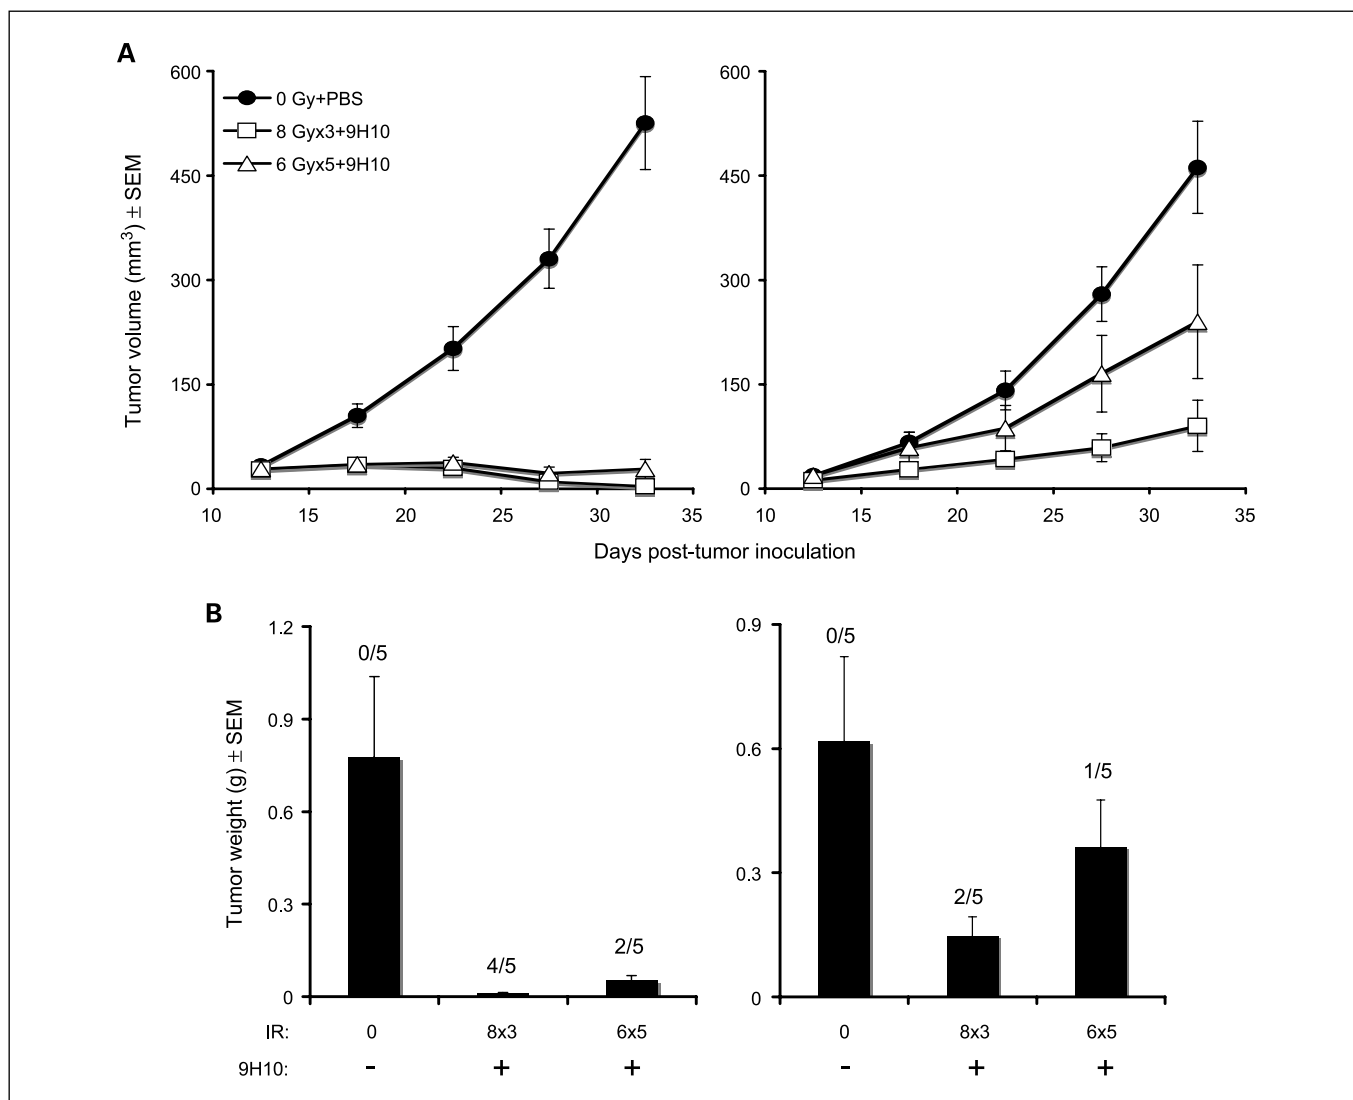 A
600
450
300
150
0
10 15 20 25 30 35
0 Gy+PBS
8 Gyx3+9H10
6 Gyx5+9H10
Tumor volume (mm³) ± SEM
600
450
300
150
0
10 15 20 25 30 35
Days post-tumor inoculation
B
1.2
0.9
0.6
0.3
0
Tumor weight (g) ± SEM
0/5
4/5
2/5
0.9
0.6
0.3
0
0/5
2/5
1/5
IR: 0 8x3 6x5 0 8x3 6x5
9H10: - + + - + +